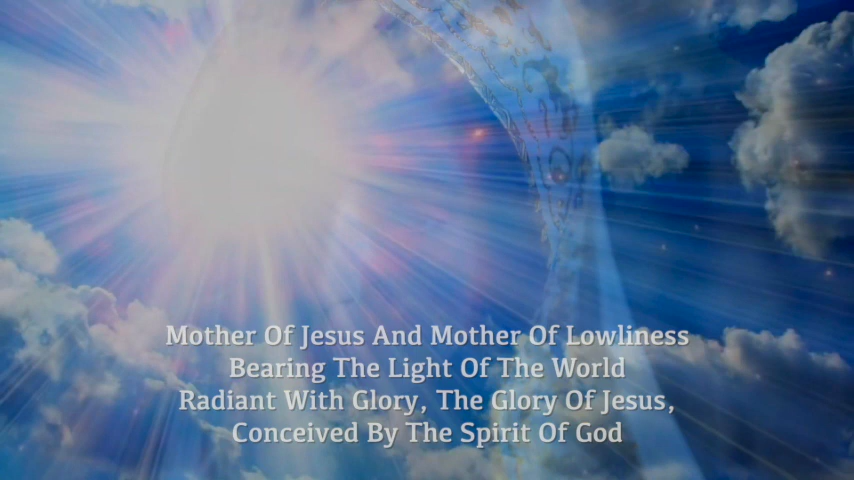 Mother Of Jesus And Mother Of Lowliness
Bearing The Light Of The World
Radiant With Glory, The Glory Of Jesus,
Conceived By The Spirit Of God